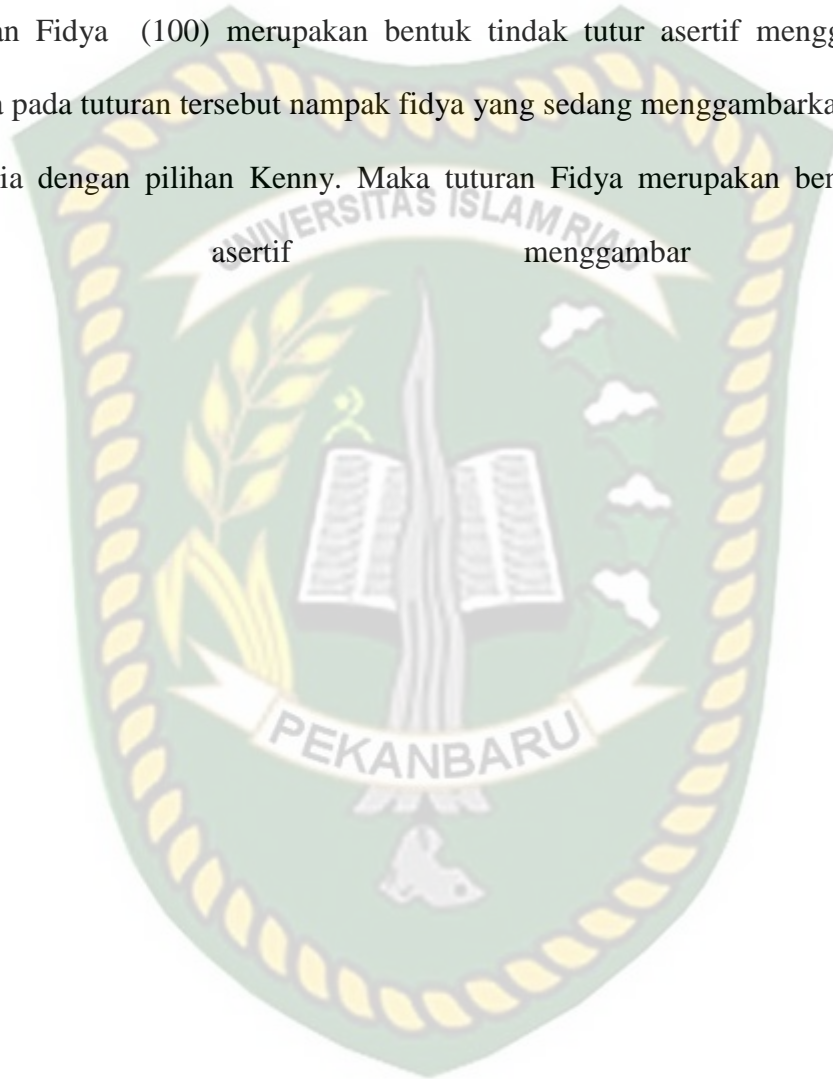 an Fidya (100) merupakan bentuk tindak tutur asertif mengg
a pada tuturan tersebut nampak fidya yang sedang menggambarka
ia dengan pilihan Kenny. Maka tuturan Fidya merupakan ben
asertif menggambar
UNIVERSITAS ISLAM RIAU
PEKANBARU